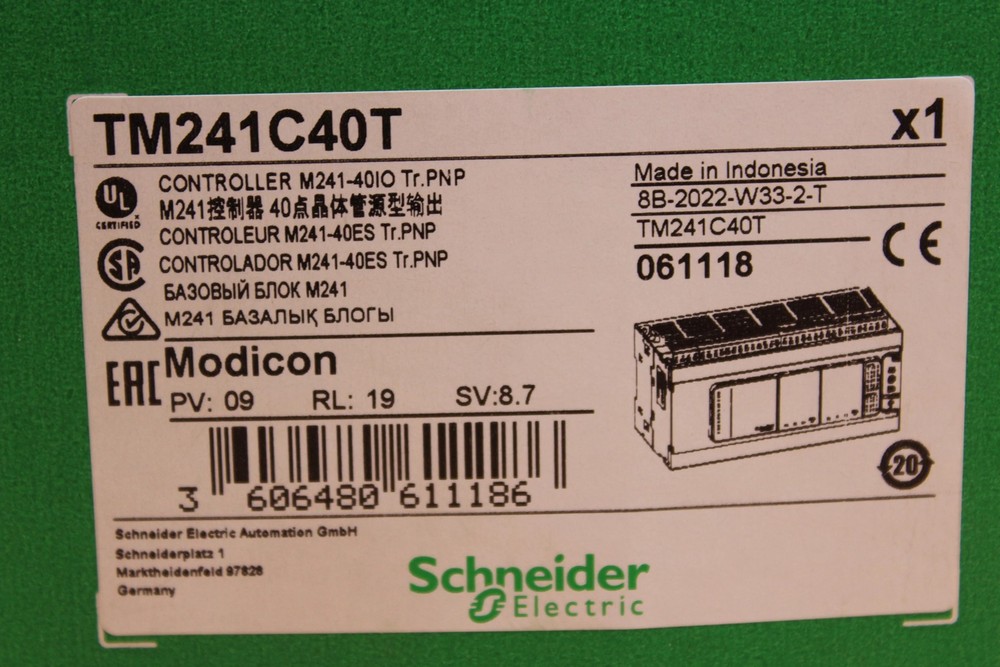 TM241C40T
x1
UL
CERTIFIED
CONTROLLER M241-40IO Tr.PNP
M241控制器 40点晶体管源型输出
CONTROLEUR M241-40ES Tr.PNP
SA
CONTROLADOR M241-40ES Tr.PNP
БАЗОВЫЙ БЛОК M241
M241 БАЗАЛЫҚ БЛОГЫ
Made in Indonesia
8B-2022-W33-2-T
TM241C40T
061118
CE
EAC
Modicon
PV: 09 RL: 19 SV:8.7
20
3 606480 611186
Schneider Electric Automation GmbH
Schneiderplatz 1
Marktheidenfeld 97828
Germany
Schneider
Electric